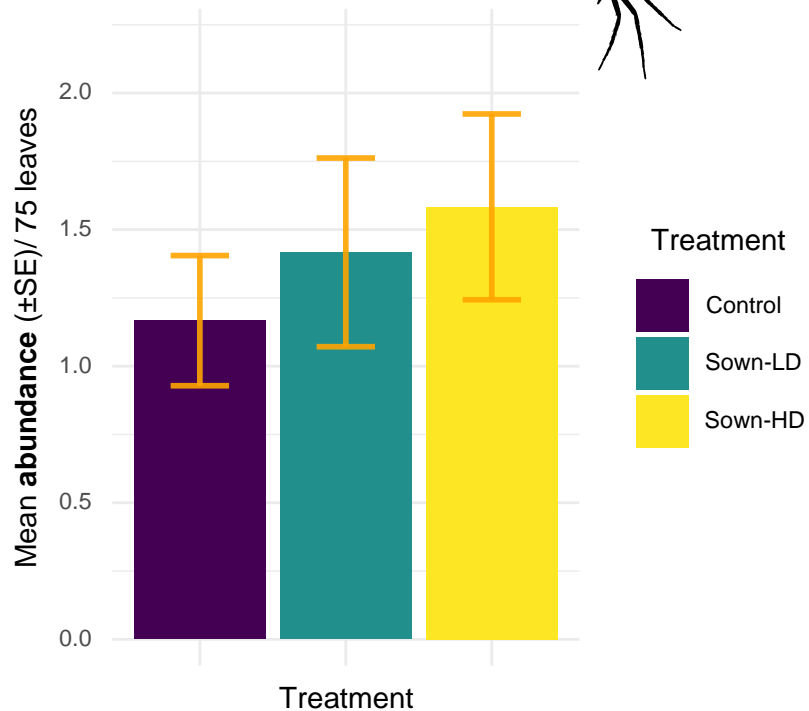 Mean abundance (±SE)/ 75 leaves
2.0
1.5
1.0
0.5
0.0
Treatment
Treatment
Control
Sown-LD
Sown-HD